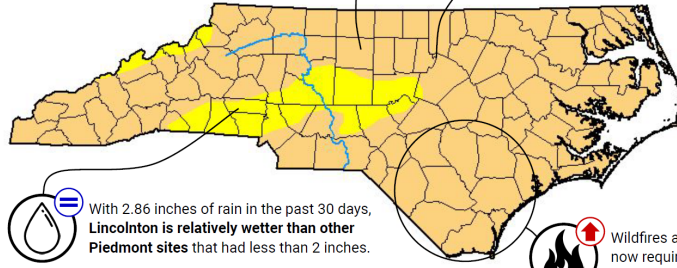 With 2.86 inches of rain in the past 30 days,
Lincolnton is relatively wetter than other
Piedmont sites that had less than 2 inches.
Wildfires a
now requi